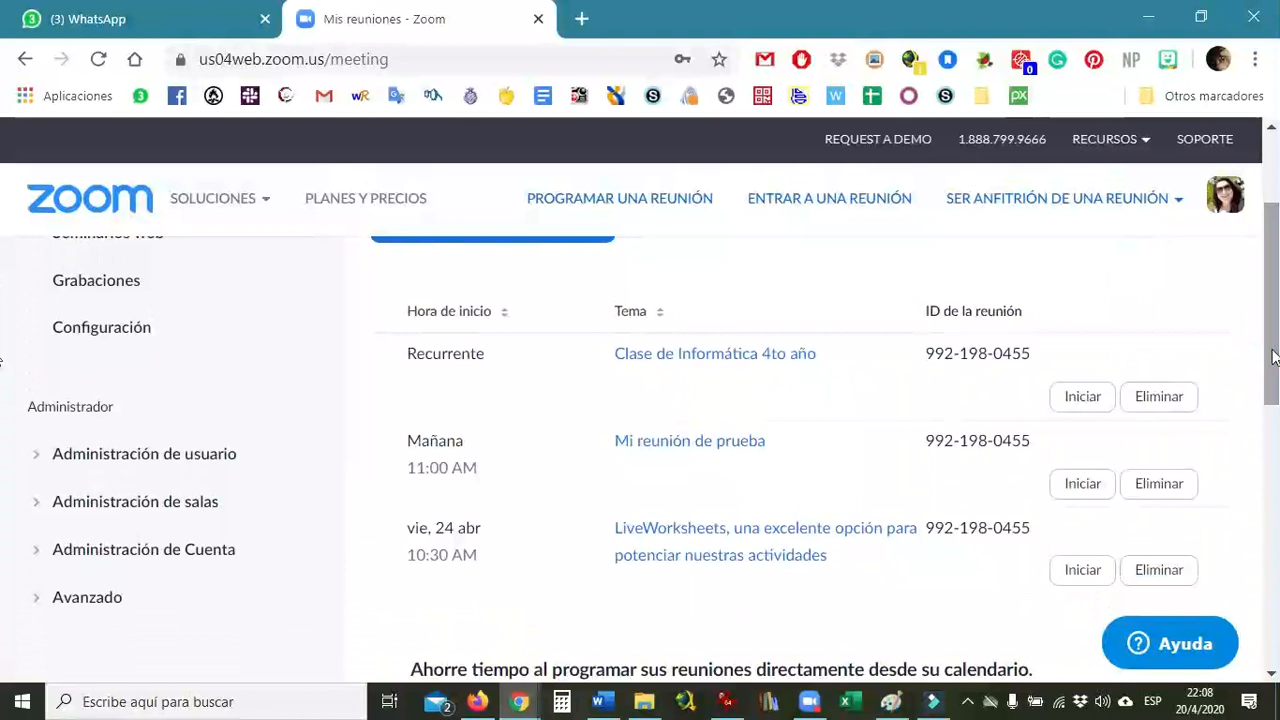 (3) WhatsApp
Mis reuniones - Zoom
us04web.zoom.us/meeting
Aplicaciones
Otros marcadores
REQUEST A DEMO 1.888.799.9666 RECURSOS SOPORTE
zoom SOLUCIONES PLANES Y PRECIOS PROGRAMAR UNA REUNIÓN ENTRAR A UNA REUNIÓN SER ANFITRIÓN DE UNA REUNIÓN
Seminarios web
Grabaciones
Configuración
Administrador
Administración de usuario
Administración de salas
Administración de Cuenta
Avanzado
Hora de inicio Tema ID de la reunión
Recurrente Clase de Informática 4to año 992-198-0455
Iniciar Eliminar
Mañana Mi reunión de prueba 992-198-0455
11:00 AM
Iniciar Eliminar
vie, 24 abr LiveWorksheets, una excelente opción para 992-198-0455
10:30 AM potenciar nuestras actividades
Iniciar Eliminar
Ayuda
Ahorre tiempo al programar sus reuniones directamente desde su calendario.
Escribe aquí para buscar
ESP
22:08
20/4/2020